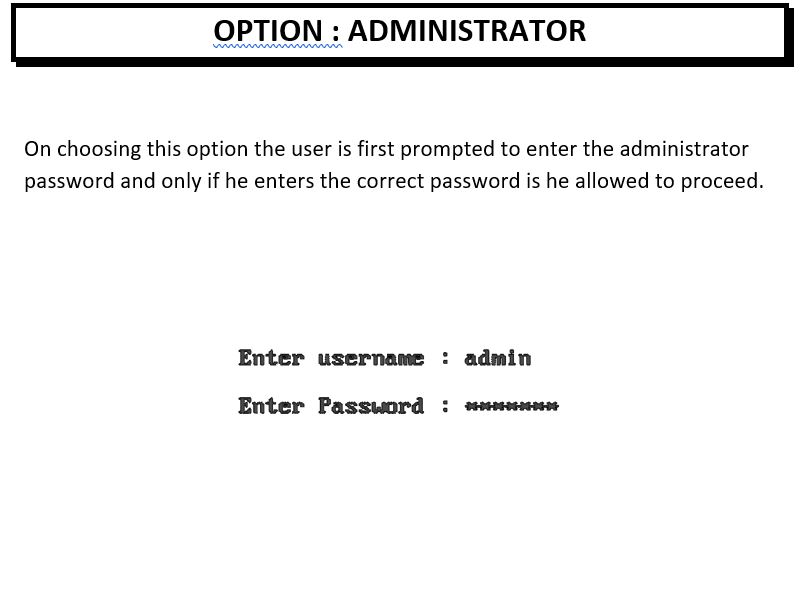 OPTION : ADMINISTRATOR
On choosing this option the user is first prompted to enter the administrator
password and only if he enters the correct password is he allowed to proceed.
Enter username : admin
Enter Password : *******